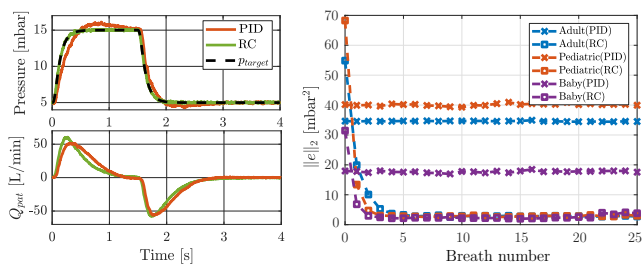 PID
RC
p_target
Pressure [mbar]
15
10
5
0 1 2 3 4
Q_pat [L/min]
50
0
-50
0 1 2 3 4
Time [s]
Adult(PID)
Adult(RC)
Pediatric(PID)
Pediatric(RC)
Baby(PID)
Baby(RC)
||e||_2 [mbar^2]
70
60
50
40
30
20
10
0
0 5 10 15 20 25
Breath number